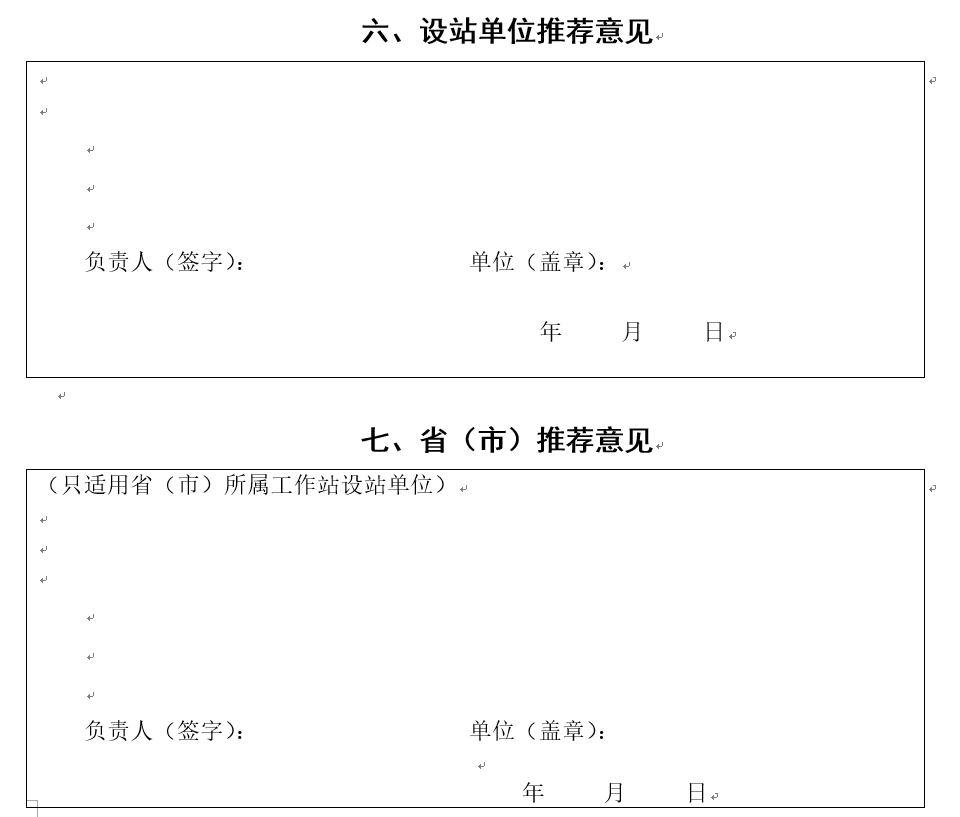 六、设站单位推荐意见
负责人（签字）： 单位（盖章）：
年 月 日
七、省（市）推荐意见
（只适用省（市）所属工作站设站单位）
负责人（签字）： 单位（盖章）：
年 月 日